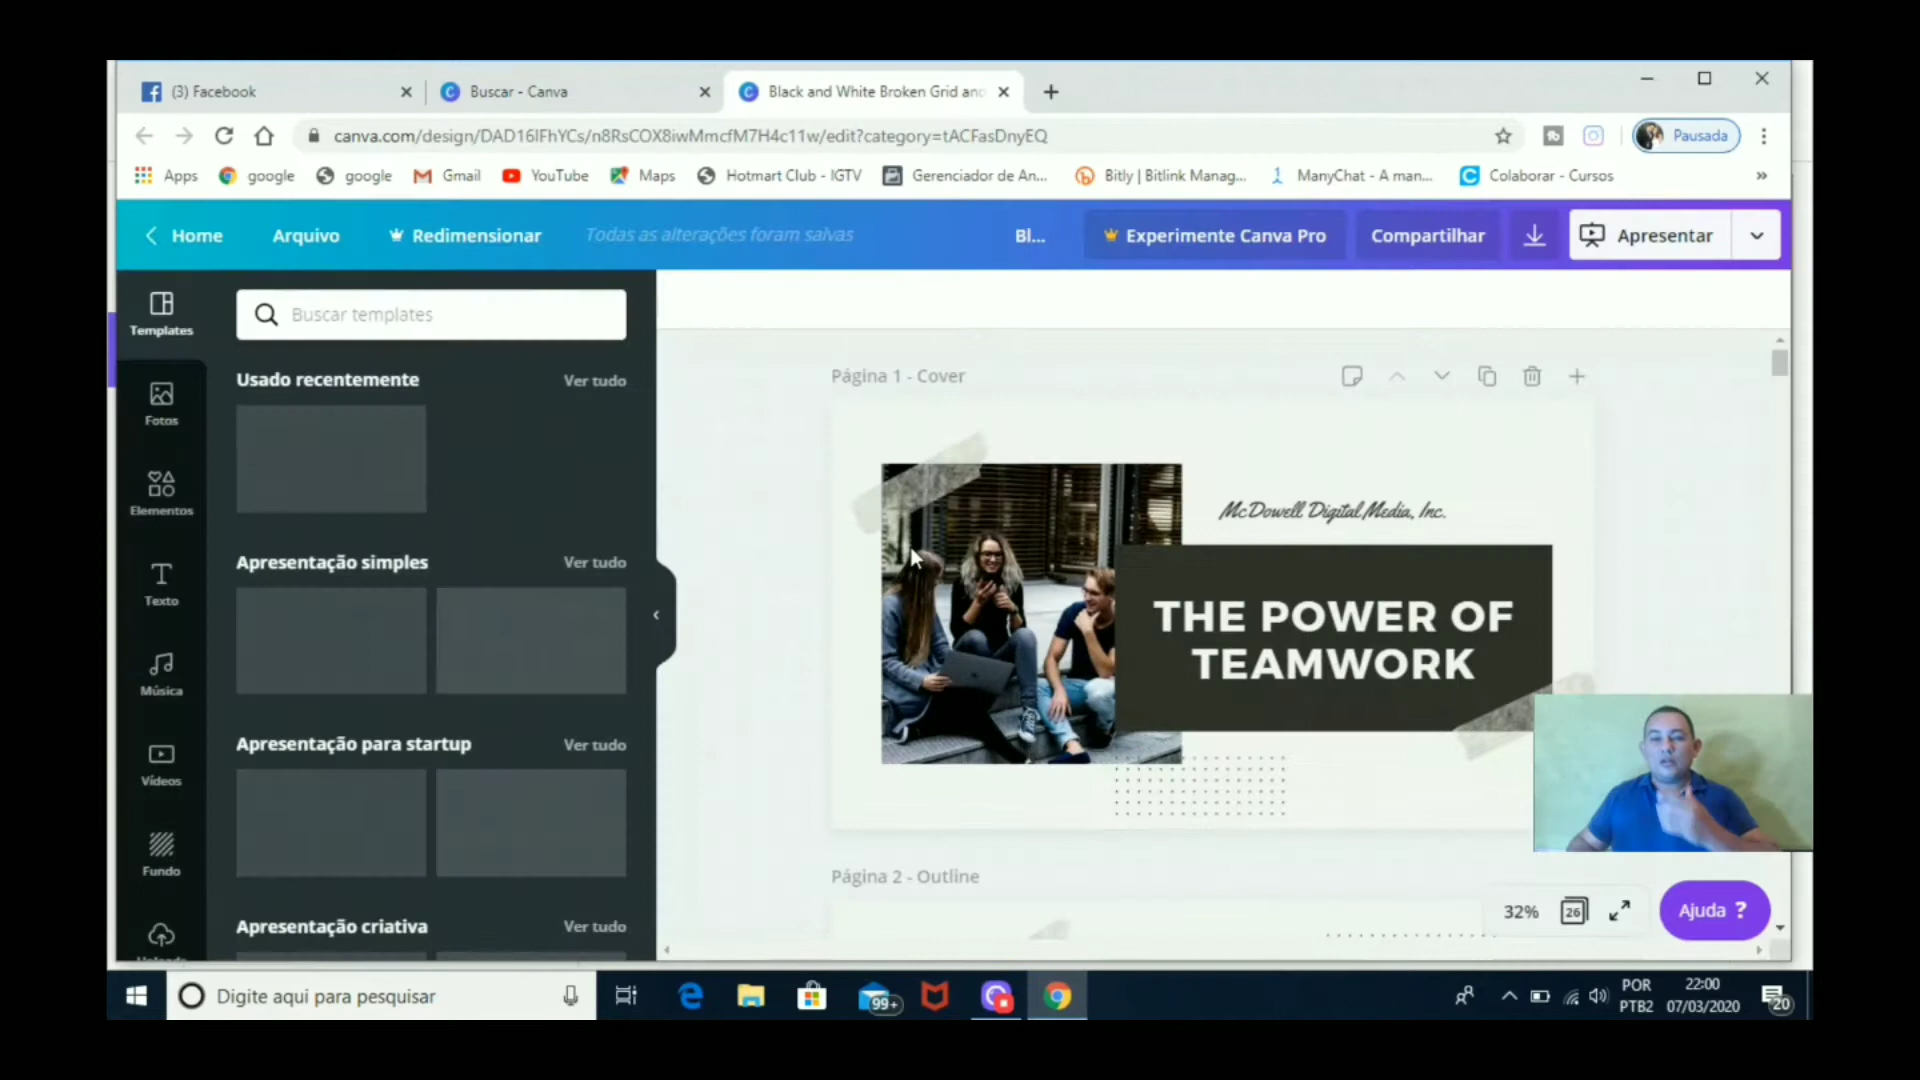 (3) Facebook
Buscar - Canva
Black and White Broken Grid and
canva.com/design/DAD16IFhYCs/n8RsCOX8iwMmcfM7H4c11w/edit?category=tACFasDnyEQ
Pausada
Apps
google
google
Gmail
YouTube
Maps
Hotmart Club - IGTV
Gerenciador de An...
Bitly | Bitlink Manag...
ManyChat - A man...
Colaborar - Cursos
»
Home
Arquivo
Redimensionar
Todas as alterações foram salvas
Bl...
Experimente Canva Pro
Compartilhar
Apresentar
Templates
Fotos
Elementos
Texto
Música
Vídeos
Fundo
Buscar templates
Usado recentemente
Ver tudo
Apresentação simples
Ver tudo
Apresentação para startup
Ver tudo
Apresentação criativa
Ver tudo
Página 1 - Cover
McDowell Digital Media, Inc.
THE POWER OF
TEAMWORK
Página 2 - Outline
32%
26
Ajuda ?
Digite aqui para pesquisar
99+
POR
PTB2
22:00
07/03/2020
20